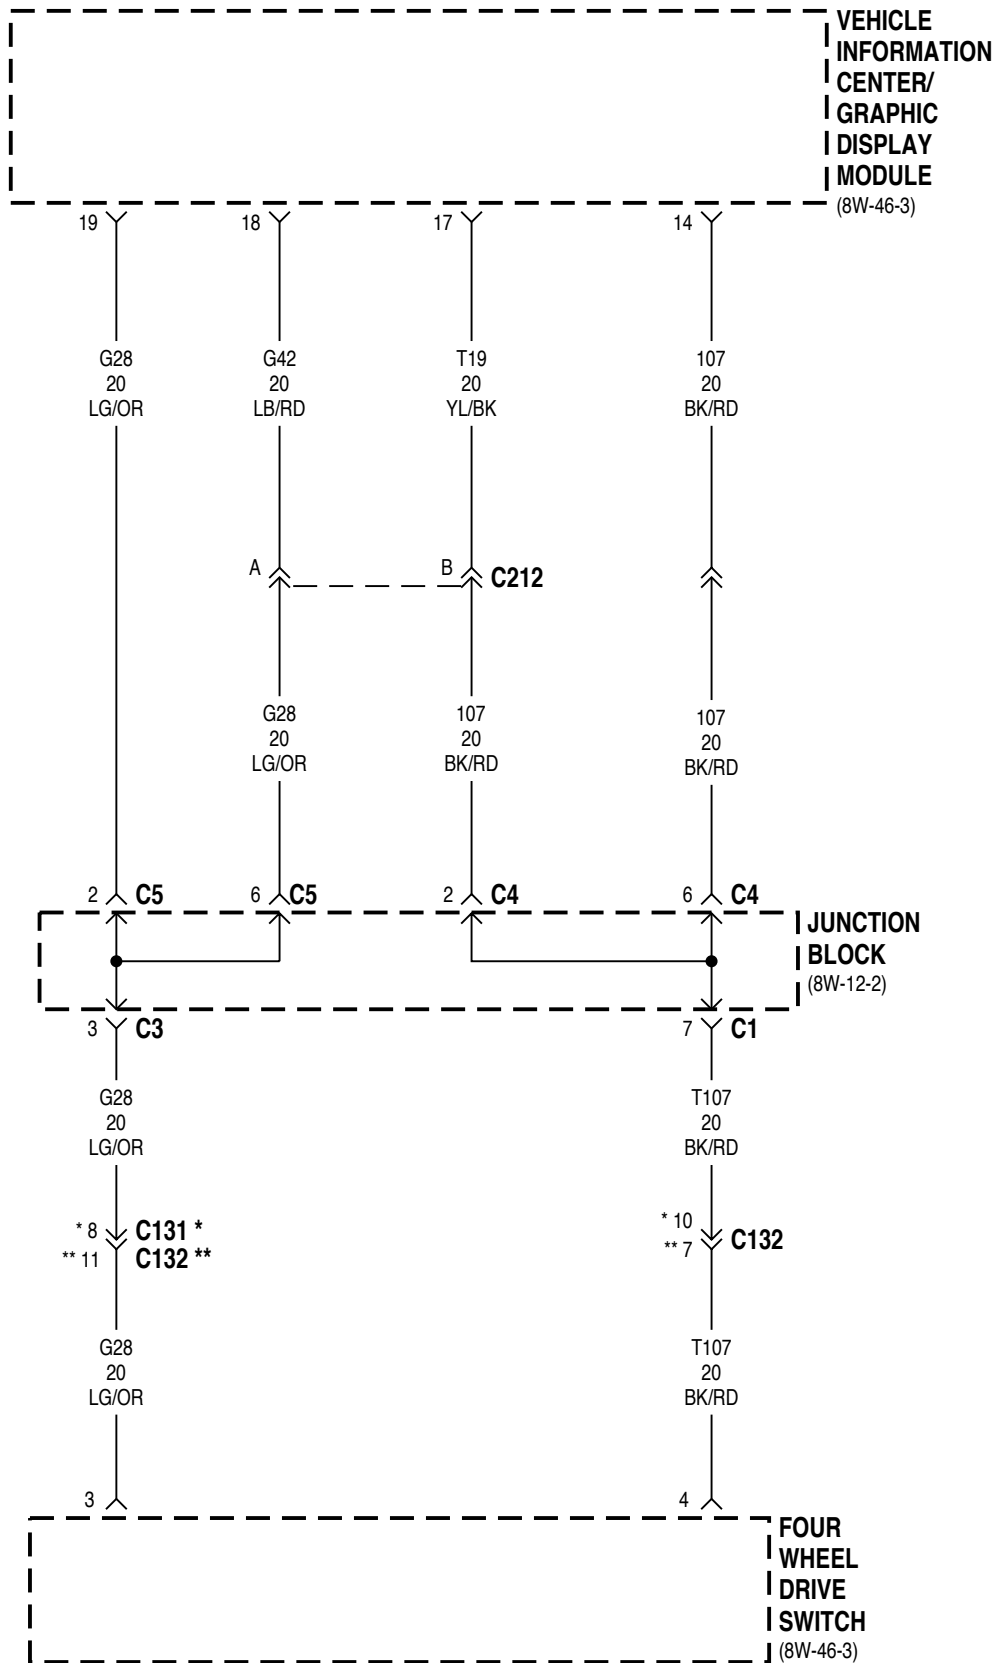 VEHICLE
INFORMATION
CENTER/
GRAPHIC
DISPLAY
MODULE
(8W-46-3)
19 18 17 14
G28 G42 T19 107
20 20 20 20
LG/OR LB/RD YL/BK BK/RD
A B C212
G28 107 107
20 20 20
LG/OR BK/RD BK/RD
2 C5 6 C5 2 C4 6 C4
JUNCTION
BLOCK
(8W-12-2)
3 C3 7 C1
G28 T107
20 20
LG/OR BK/RD
* 8 C131 * * 10
** 11 C132 ** ** 7 C132
G28 T107
20 20
LG/OR BK/RD
3 4
FOUR
WHEEL
DRIVE
SWITCH
(8W-46-3)